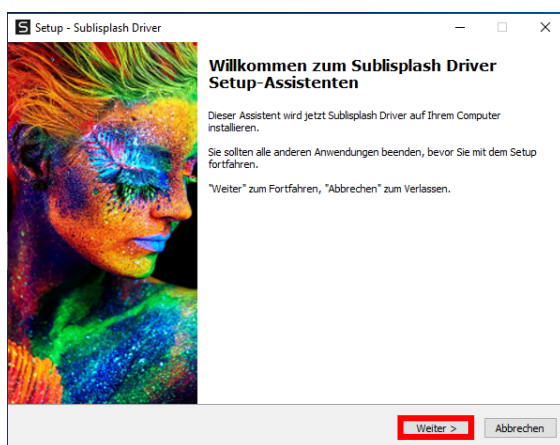 S Setup - Sublisplash Driver
Willkommen zum Sublisplash Driver
Setup-Assistenten
Dieser Assistent wird jetzt Sublisplash Driver auf Ihrem Computer
installieren.
Sie sollten alle anderen Anwendungen beenden, bevor Sie mit dem Setup
fortfahren.
"Weiter" zum Fortfahren, "Abbrechen" zum Verlassen.
Weiter > Abbrechen